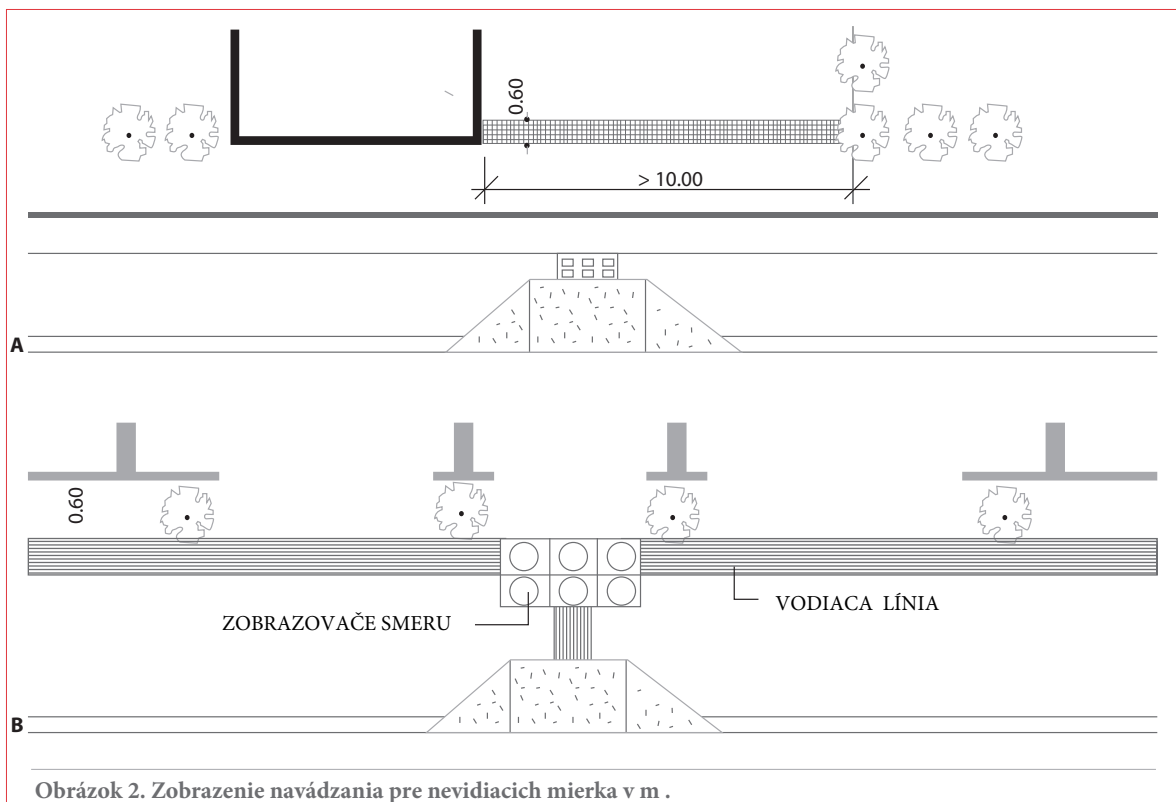 0.60
> 10.00
A
0.60
ZOBRAZOVAČE SMERU
VODIACA LÍNIA
B
Obrázok 2. Zobrazenie navádzania pre nevidiacich mierka v m .